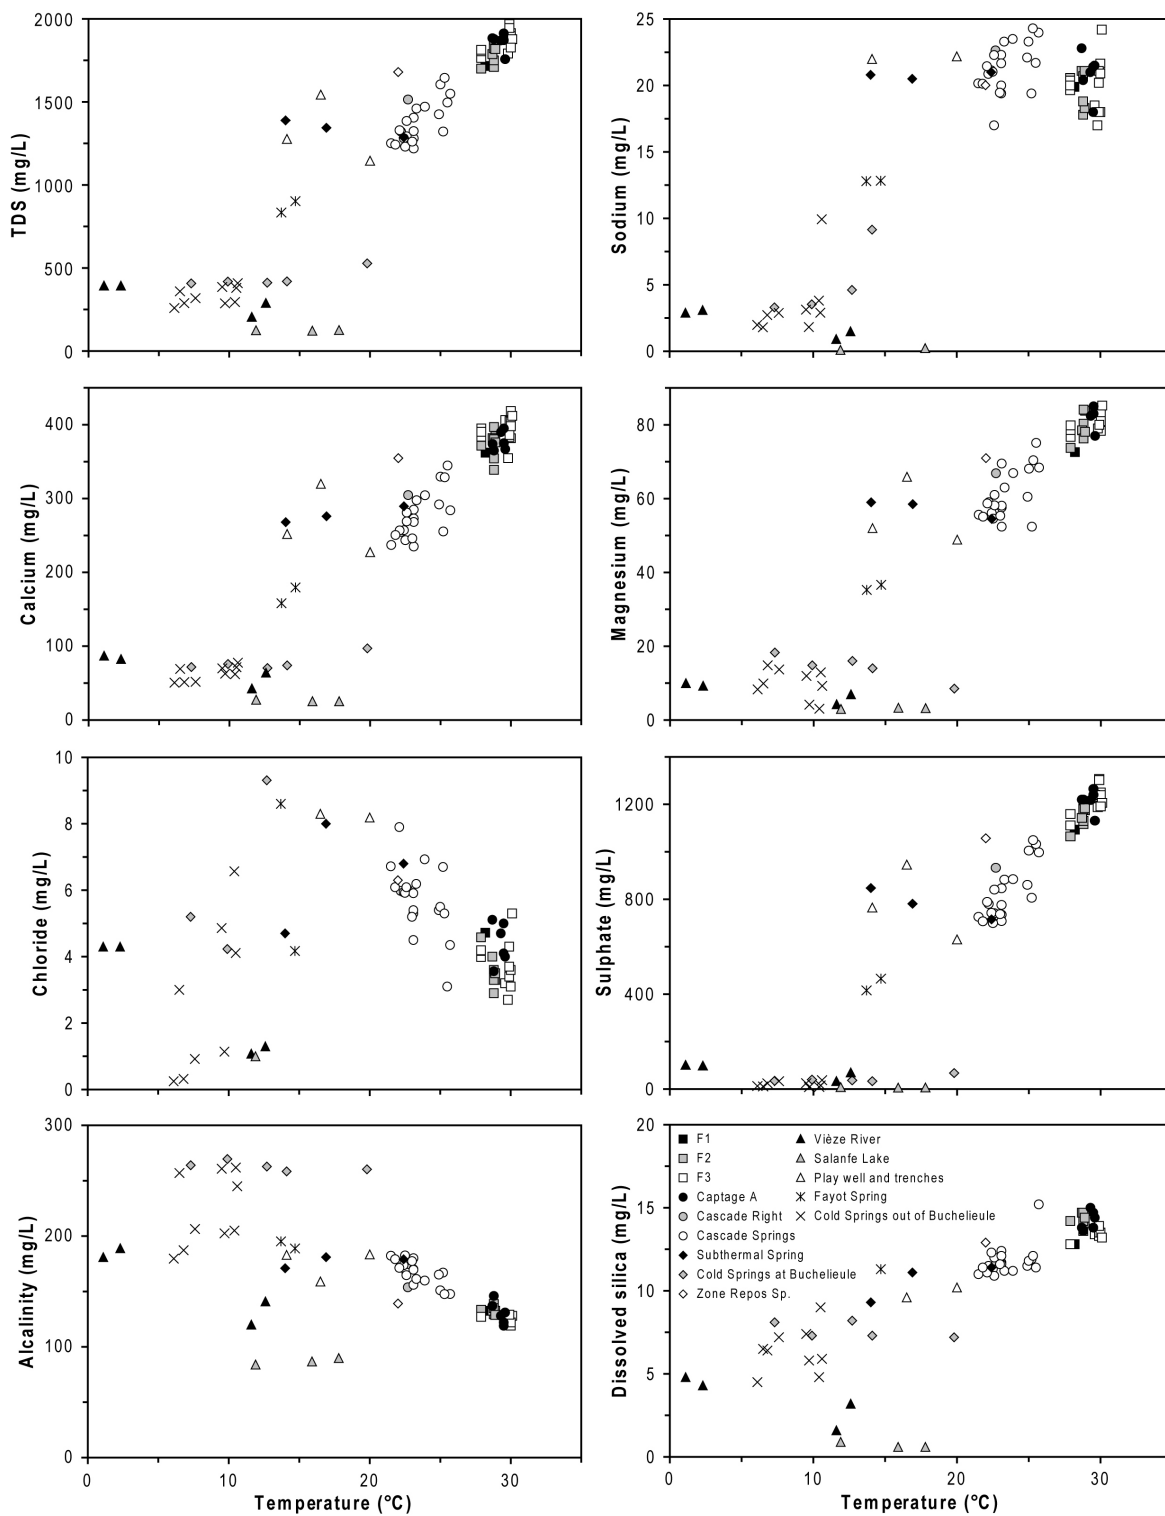 2000
1500
1000
500
0
TDS (mg/L)
25
20
15
10
5
0
Sodium (mg/L)
400
300
200
100
0
Calcium (mg/L)
80
60
40
20
0
Magnesium (mg/L)
10
8
6
4
2
0
Chloride (mg/L)
1200
800
400
0
Sulphate (mg/L)
300
200
100
0
Alcalinity (mg/L)
0 10 20 30
Temperature (°C)
20
15
10
5
0
Dissolved silica (mg/L)
F1
F2
F3
Captage A
Cascade Right
Cascade Springs
Subthermal Spring
Cold Springs at Buchelieule
Zone Repos Sp.
Vièze River
Salanfe Lake
Play well and trenches
Fayot Spring
Cold Springs out of Buchelieule
0 10 20 30
Temperature (°C)